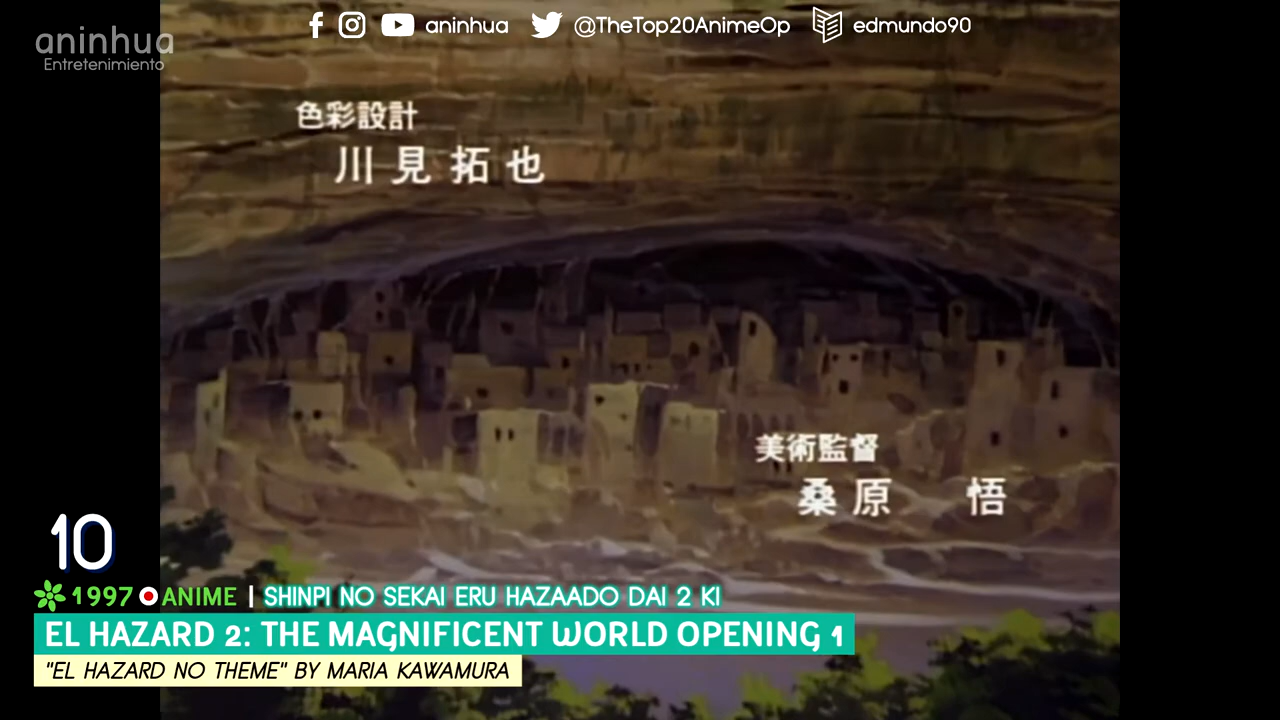 aninhua
Entretenimiento
aninhua @TheTop20AnimeOp edmundo90
色彩設計
川見拓也
美術監督
桑原 悟
10
1997 ANIME | SHINPI NO SEKAI ERU HAZAADO DAI 2 KI
EL HAZARD 2: THE MAGNIFICENT WORLD OPENING 1
"EL HAZARD NO THEME" BY MARIA KAWAMURA